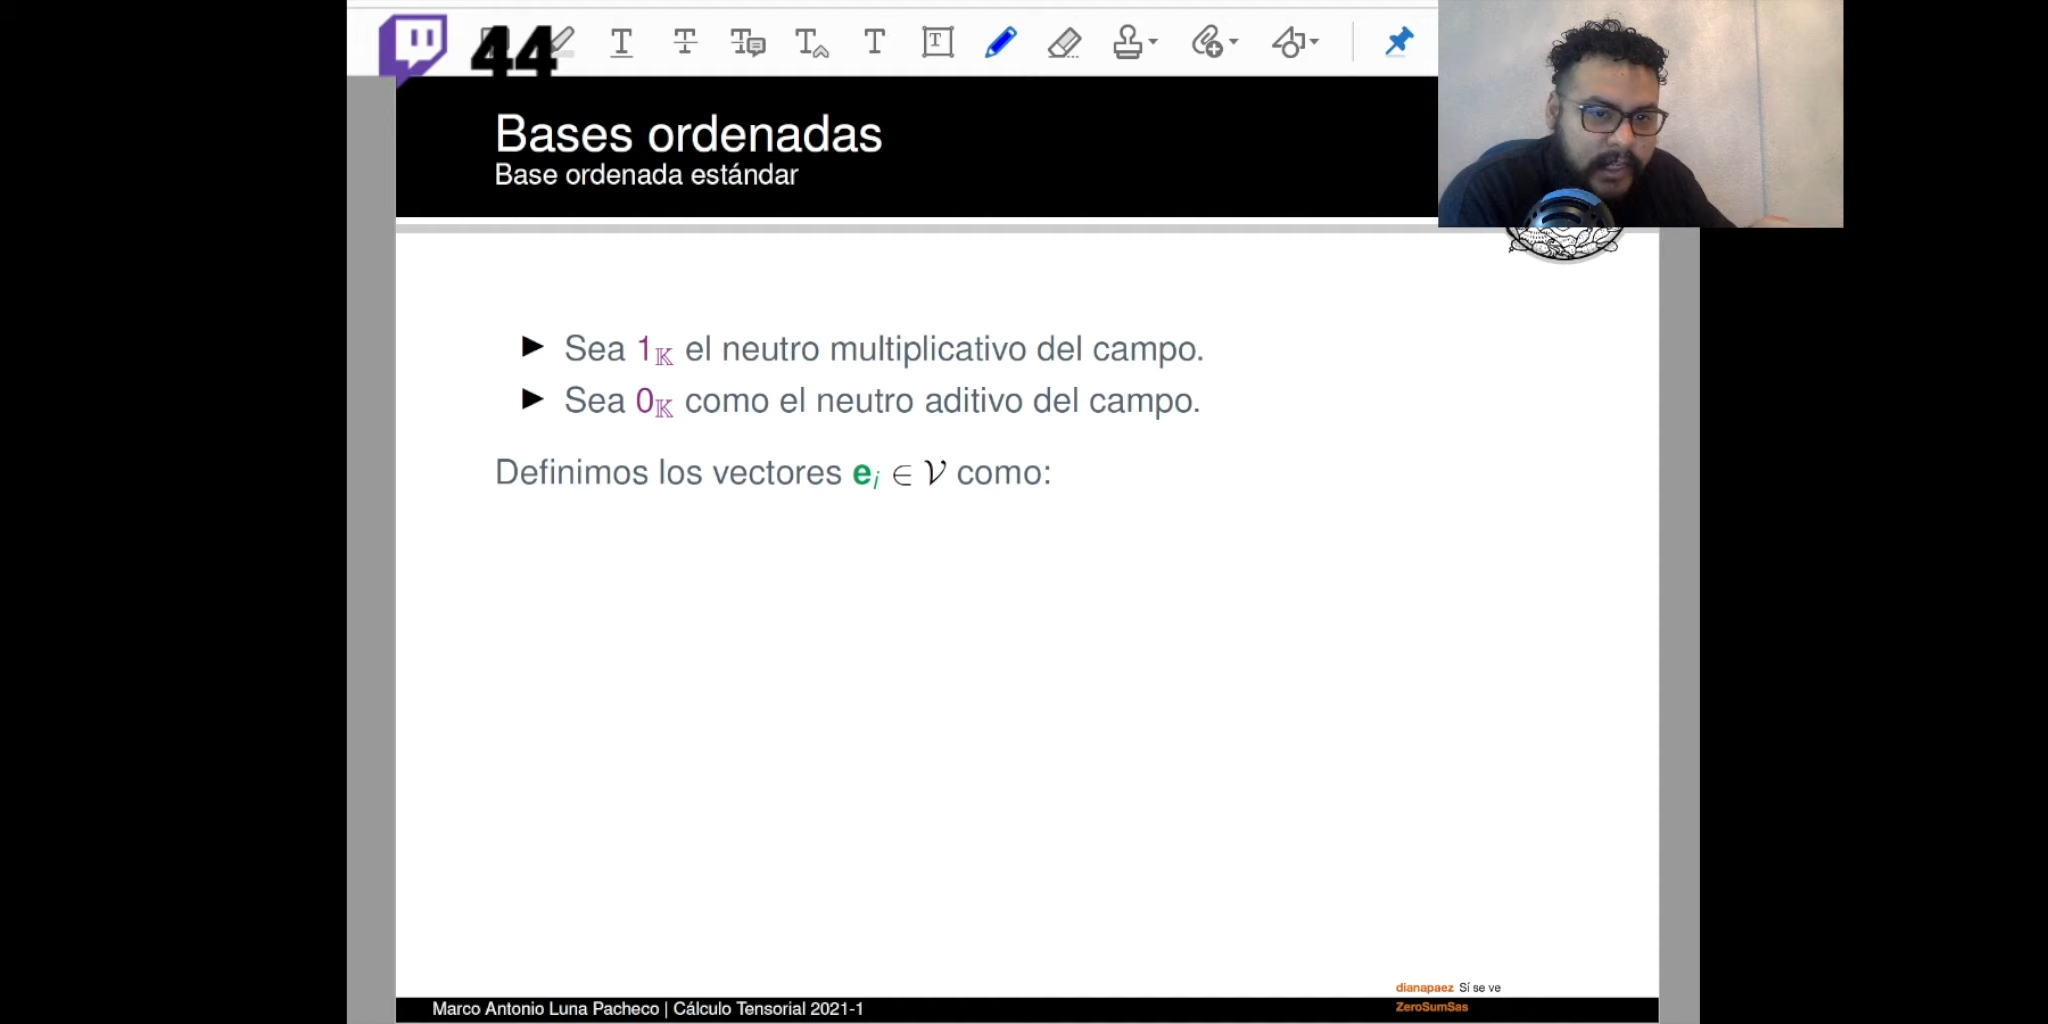 44
Bases ordenadas
Base ordenada estándar
► Sea 1𝕂 el neutro multiplicativo del campo.
► Sea 0𝕂 como el neutro aditivo del campo.
Definimos los vectores eᵢ ∈ 𝒱 como:
dianapaez Sí se ve
ZeroSumSas
Marco Antonio Luna Pacheco | Cálculo Tensorial 2021-1